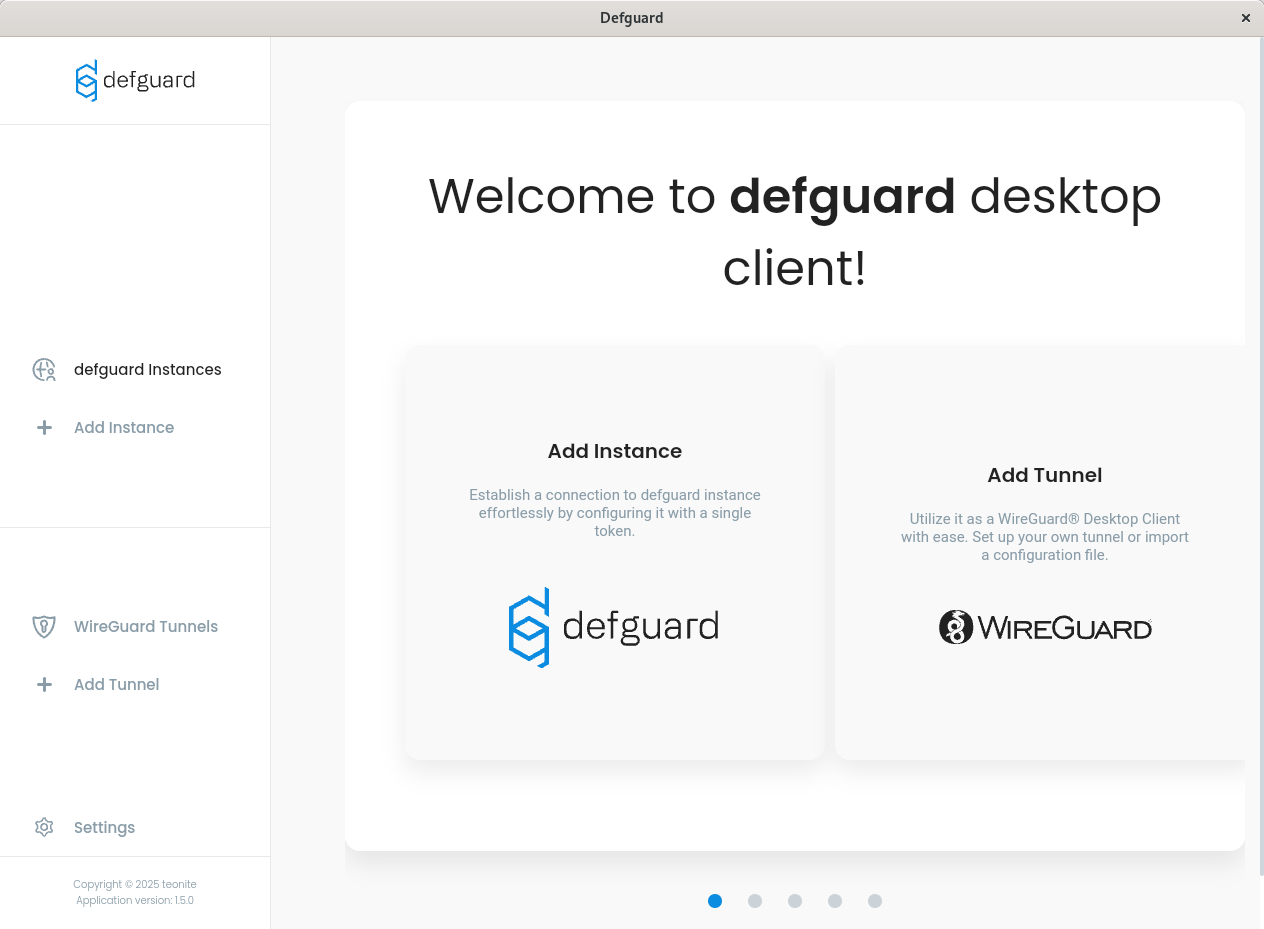 Defguard
defguard
defguard Instances
Add Instance
WireGuard Tunnels
Add Tunnel
Settings
Copyright © 2025 teonite
Application version: 1.5.0
Welcome to defguard desktop
client!
Add Instance
Establish a connection to defguard instance
effortlessly by configuring it with a single
token.
defguard
Add Tunnel
Utilize it as a WireGuard® Desktop Client
with ease. Set up your own tunnel or import
a configuration file.
WIREGUARD